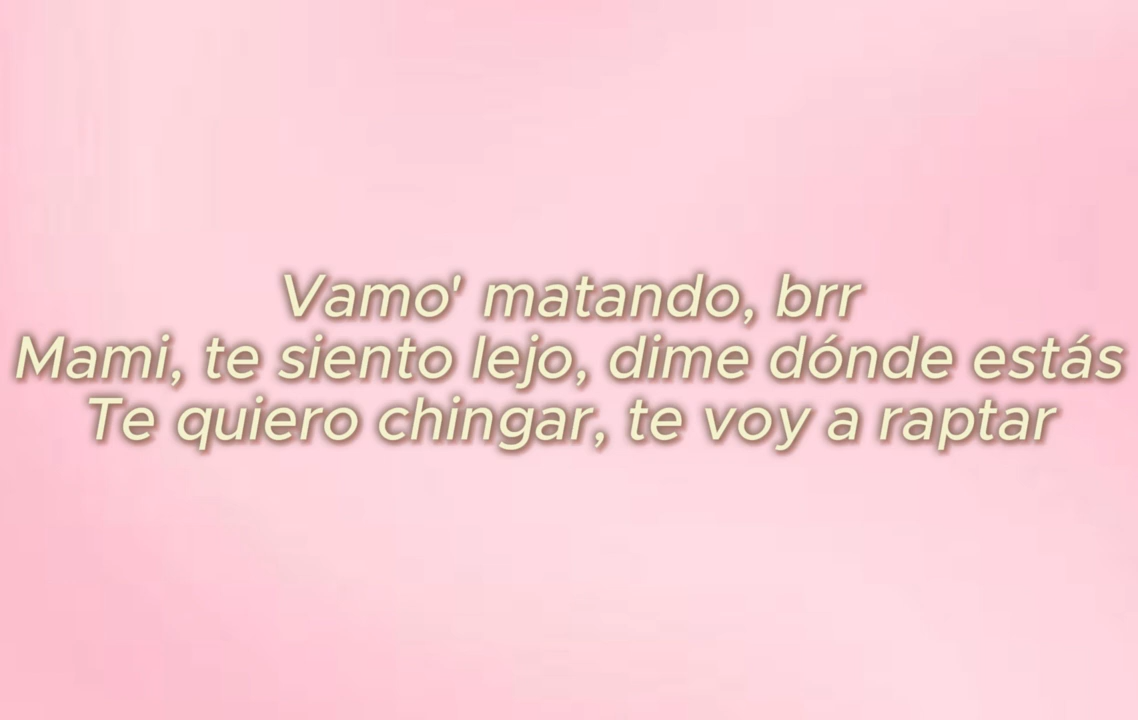 Vamo' matando, brr
Mami, te siento lejo, dime dónde estás
Te quiero chingar, te voy a raptar